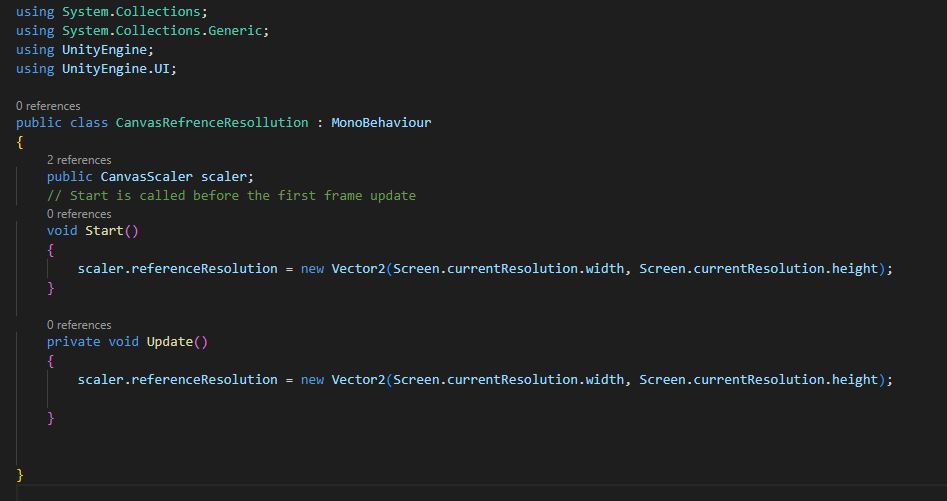 using System.Collections;
using System.Collections.Generic;
using UnityEngine;
using UnityEngine.UI;
0 references
public class CanvasRefrenceResollution : MonoBehaviour
{
2 references
public CanvasScaler scaler;
// Start is called before the first frame update
0 references
void Start()
{
scaler.referenceResolution = new Vector2(Screen.currentResolution.width, Screen.currentResolution.height);
}
0 references
private void Update()
{
scaler.referenceResolution = new Vector2(Screen.currentResolution.width, Screen.currentResolution.height);
}
}